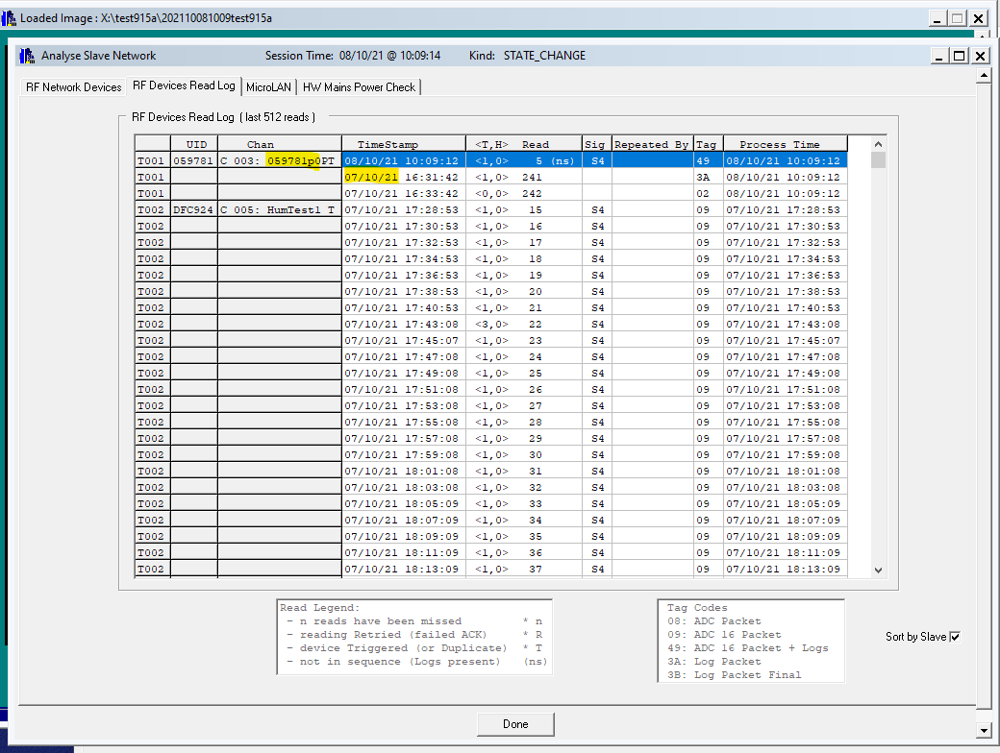 Loaded Image : X:\test915a\202110081009test915a
Analyse Slave Network Session Time: 08/10/21 @ 10:09:14 Kind: STATE_CHANGE
RF Network Devices RF Devices Read Log MicroLAN HW Mains Power Check
RF Devices Read Log ( last 512 reads )
UID Chan TimeStamp <T,H> Read Sig Repeated By Tag Process Time
T001 059781 C 003: 059781p0PT 08/10/21 10:09:12 <1,0> 5 (ns) S4 49 08/10/21 10:09:12
T001 07/10/21 16:31:42 <1,0> 241 3A 08/10/21 10:09:12
T001 07/10/21 16:33:42 <0,0> 242 02 08/10/21 10:09:12
T002 DFC924 C 005: HumTest1 T 07/10/21 17:28:53 <1,0> 15 S4 09 07/10/21 17:28:53
T002 07/10/21 17:30:53 <1,0> 16 S4 09 07/10/21 17:30:53
T002 07/10/21 17:32:53 <1,0> 17 S4 09 07/10/21 17:32:53
T002 07/10/21 17:34:53 <1,0> 18 S4 09 07/10/21 17:34:53
T002 07/10/21 17:36:53 <1,0> 19 S4 09 07/10/21 17:36:53
T002 07/10/21 17:38:53 <1,0> 20 S4 09 07/10/21 17:38:53
T002 07/10/21 17:40:53 <1,0> 21 S4 09 07/10/21 17:40:53
T002 07/10/21 17:43:08 <3,0> 22 S4 09 07/10/21 17:43:08
T002 07/10/21 17:45:07 <1,0> 23 S4 09 07/10/21 17:45:07
T002 07/10/21 17:47:08 <1,0> 24 S4 09 07/10/21 17:47:08
T002 07/10/21 17:49:08 <1,0> 25 S4 09 07/10/21 17:49:08
T002 07/10/21 17:51:08 <1,0> 26 S4 09 07/10/21 17:51:08
T002 07/10/21 17:53:08 <1,0> 27 S4 09 07/10/21 17:53:08
T002 07/10/21 17:55:08 <1,0> 28 S4 09 07/10/21 17:55:08
T002 07/10/21 17:57:08 <1,0> 29 S4 09 07/10/21 17:57:08
T002 07/10/21 17:59:08 <1,0> 30 S4 09 07/10/21 17:59:08
T002 07/10/21 18:01:08 <1,0> 31 S4 09 07/10/21 18:01:08
T002 07/10/21 18:03:08 <1,0> 32 S4 09 07/10/21 18:03:08
T002 07/10/21 18:05:09 <1,0> 33 S4 09 07/10/21 18:05:09
T002 07/10/21 18:07:09 <1,0> 34 S4 09 07/10/21 18:07:09
T002 07/10/21 18:09:09 <1,0> 35 S4 09 07/10/21 18:09:09
T002 07/10/21 18:11:09 <1,0> 36 S4 09 07/10/21 18:11:09
T002 07/10/21 18:13:09 <1,0> 37 S4 09 07/10/21 18:13:09
Read Legend:
- n reads have been missed * n
- reading Retried (failed ACK) * R
- device Triggered (or Duplicate) * T
- not in sequence (Logs present) (ns)
Tag Codes
08: ADC Packet
09: ADC 16 Packet
49: ADC 16 Packet + Logs
3A: Log Packet
3B: Log Packet Final
Sort by Slave
Done